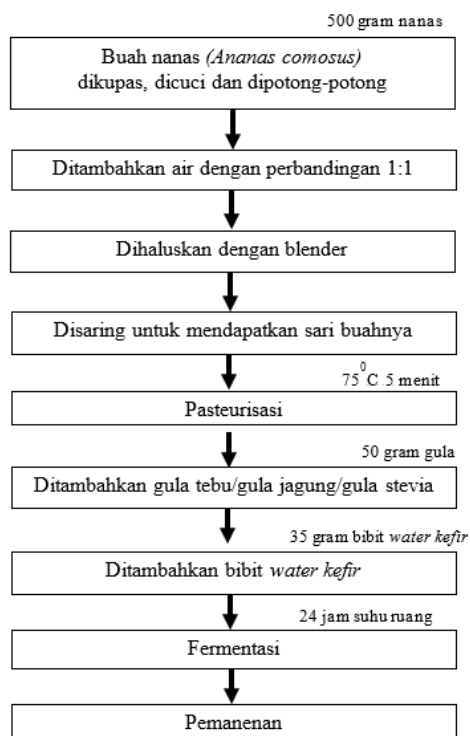 500 gram nanas
Buah nanas (Ananas comosus)
dikupas, dicuci dan dipotong-potong
Ditambahkan air dengan perbandingan 1:1
Dihaluskan dengan blender
Disaring untuk mendapatkan sari buahnya
75⁰C 5 menit
Pasteurisasi
50 gram gula
Ditambahkan gula tebu/gula jagung/gula stevia
35 gram bibit water kefir
Ditambahkan bibit water kefir
24 jam suhu ruang
Fermentasi
Pemanenan